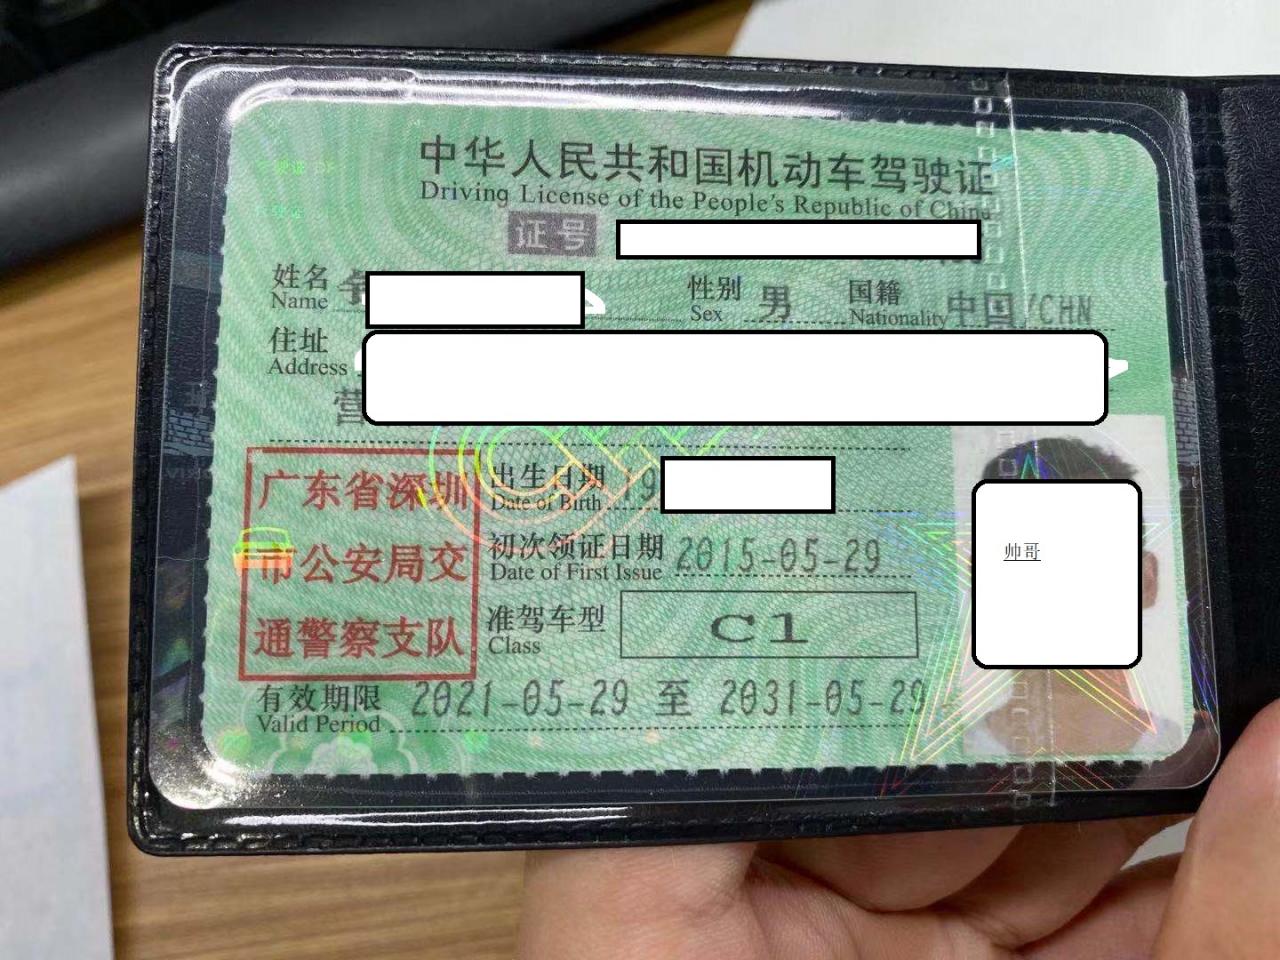 中华人民共和国机动车驾驶证
Driving License of the People's Republic of China
证号
姓名 性别 男 国籍 中国/CHN
Name Sex Nationality
住址
Address
营
出生日期 19
Date of Birth
初次领证日期 2015-05-29
Date of First Issue
准驾车型 C1
Class
广东省深圳
市公安局交
通警察支队
有效期限 2021-05-29 至 2031-05-29
Valid Period
帅哥